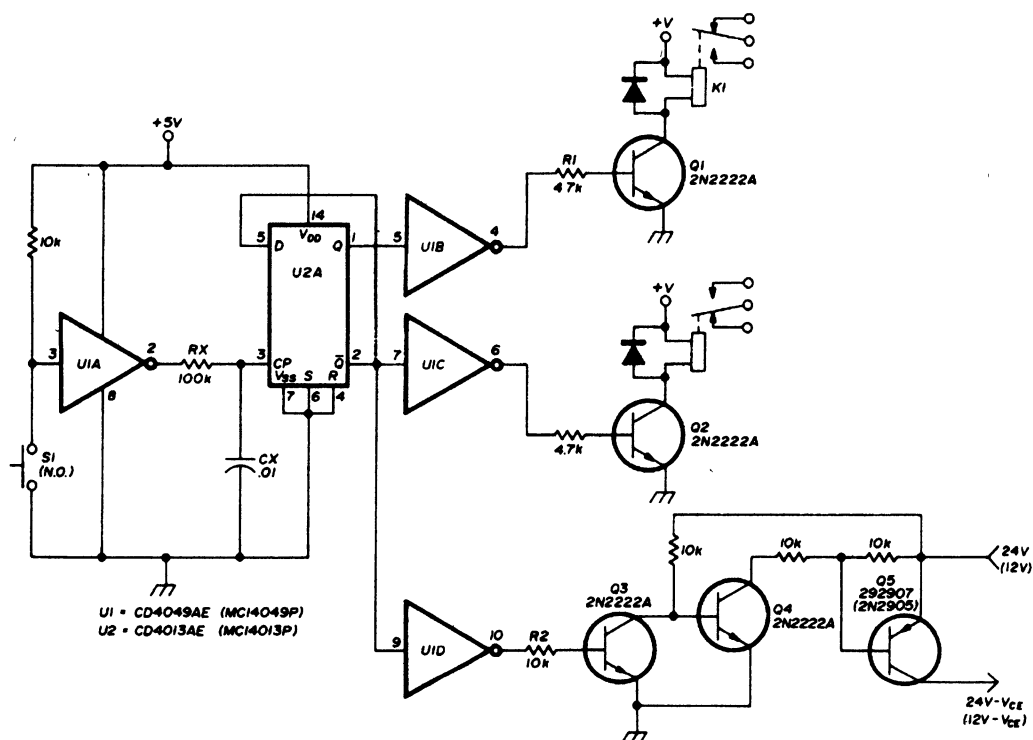 +V
K1
+5V
R1
4.7k
Q1
2N2222A
14
VDD
10k
5
D
Q
1
5
U1B
4
U2A
+V
3
U1A
2
RX
100k
3
CP
Q
2
7
U1C
6
VSS
S
R
7
6
4
8
Q2
2N2222A
4.7k
S1
(N.O.)
CX
.01
10k
10k
10k
24V
(12V)
U1 = CD4049AE (MC14049P)
U2 = CD4013AE (MC14013P)
Q3
2N2222A
Q4
2N2222A
Q5
292907
(2N2905)
9
U1D
10
R2
10k
24V-VCE
(12V-VCE)